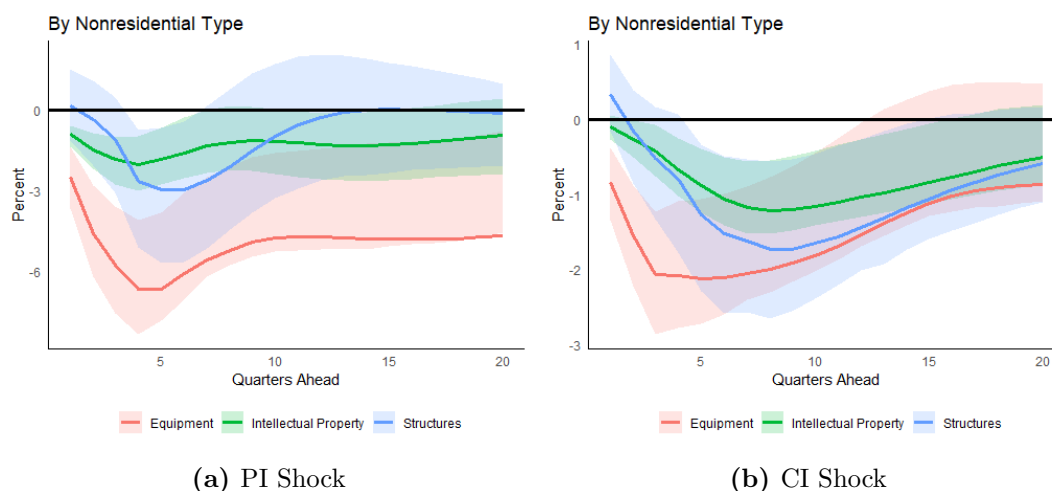 By Nonresidential Type
Percent
0
-3
-6
5
10
15
20
Quarters Ahead
Equipment Intellectual Property Structures
(a) PI Shock
By Nonresidential Type
Percent
1
0
-1
-2
-3
5
10
15
20
Quarters Ahead
Equipment Intellectual Property Structures
(b) CI Shock